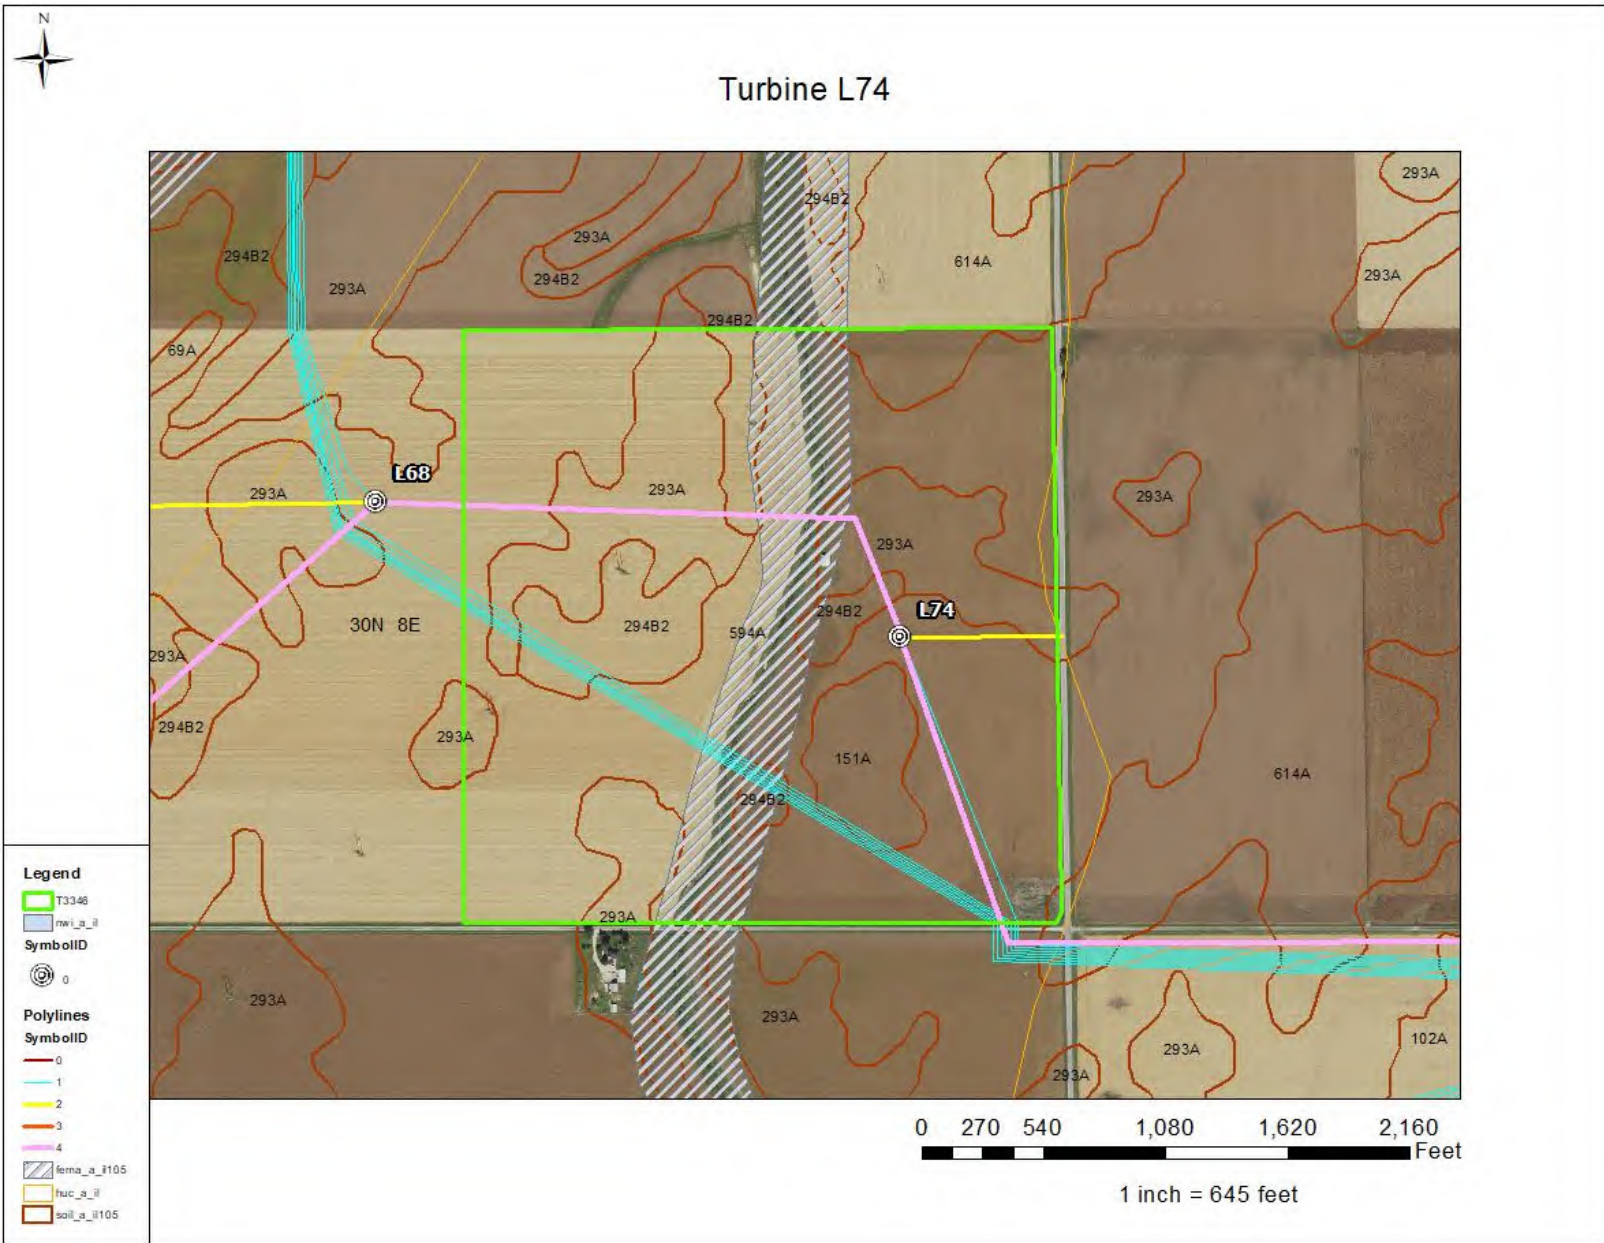 N
Turbine L74
294B2
293A
293A
294B2
293A
614A
294B2
293A
293A
294B2
69A
L68
293A
293A
293A
293A
L74
294B2
30N 8E
294B2
594A
293A
294B2
293A
151A
614A
294B2
293A
293A
293A
293A
102A
293A
Legend
T3346
nwi_a_il
SymbolID
0
Polylines
SymbolID
0
1
2
3
4
fema_a_il105
huc_a_il
soil_a_il105
0 270 540 1,080 1,620 2,160
Feet
1 inch = 645 feet